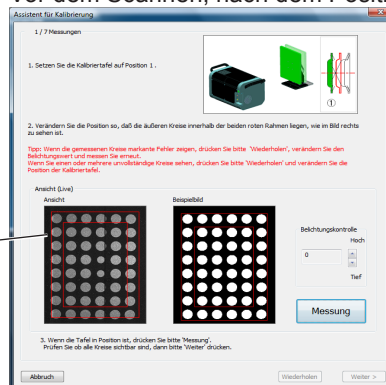 Vor dem Scannen, nach dem Positi
Assistent für Kalibrierung
1 / 7 Messungen
1. Setzen Sie die Kalibriertafel auf Position 1 .
①
2. Verändern Sie die Position so, daß die äußeren Kreise innerhalb der beiden roten Rahmen liegen, wie in Bild rechts
zu sehen ist.
Tipp: Wenn die gemessenen Kreise markante Fehler zeigen, drücken Sie bitte 'Wiederholen', verändern Sie den
Belichtungswert und messen Sie erneut.
Wenn Sie einen oder mehrere unvollständige Kreise sehen, drücken Sie bitte 'Wiederholen' und verändern Sie die
Position der Kalibriertafel.
Ansicht (Live)
Ansicht
Beispielbild
Belichtungskontrolle
Hoch
0
Tief
Messung
3. Wenn die Tafel in Position ist, drücken Sie bitte 'Messung'.
Prüfen Sie ob alle Kreise sichtbar sind, dann bitte 'Weiter' drücken.
Abbruch
Wiederholen
Weiter >